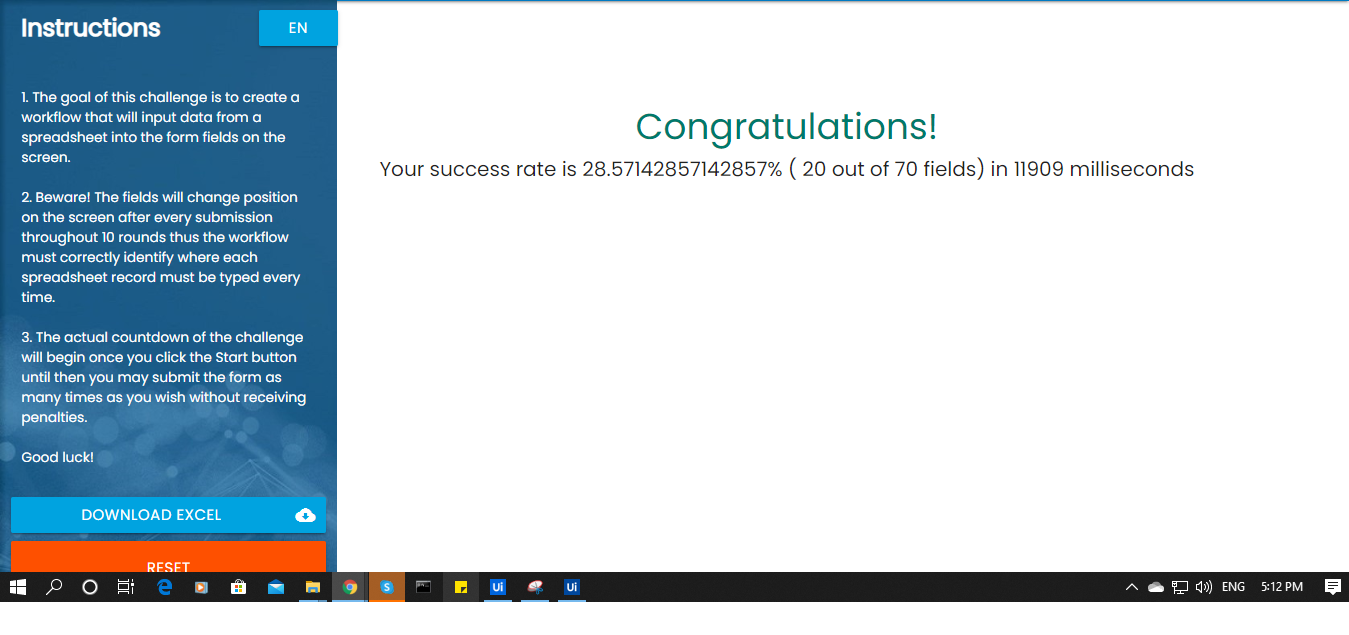 Instructions
EN
1. The goal of this challenge is to create a
workflow that will input data from a
spreadsheet into the form fields on the
screen.
2. Beware! The fields will change position
on the screen after every submission
throughout 10 rounds thus the workflow
must correctly identify where each
spreadsheet record must be typed every
time.
3. The actual countdown of the challenge
will begin once you click the Start button
until then you may submit the form as
many times as you wish without receiving
penalties.
Good luck!
DOWNLOAD EXCEL
RESET
Congratulations!
Your success rate is 28.57142857142857% ( 20 out of 70 fields) in 11909 milliseconds
S
Ui
Ui
ENG
5:12 PM